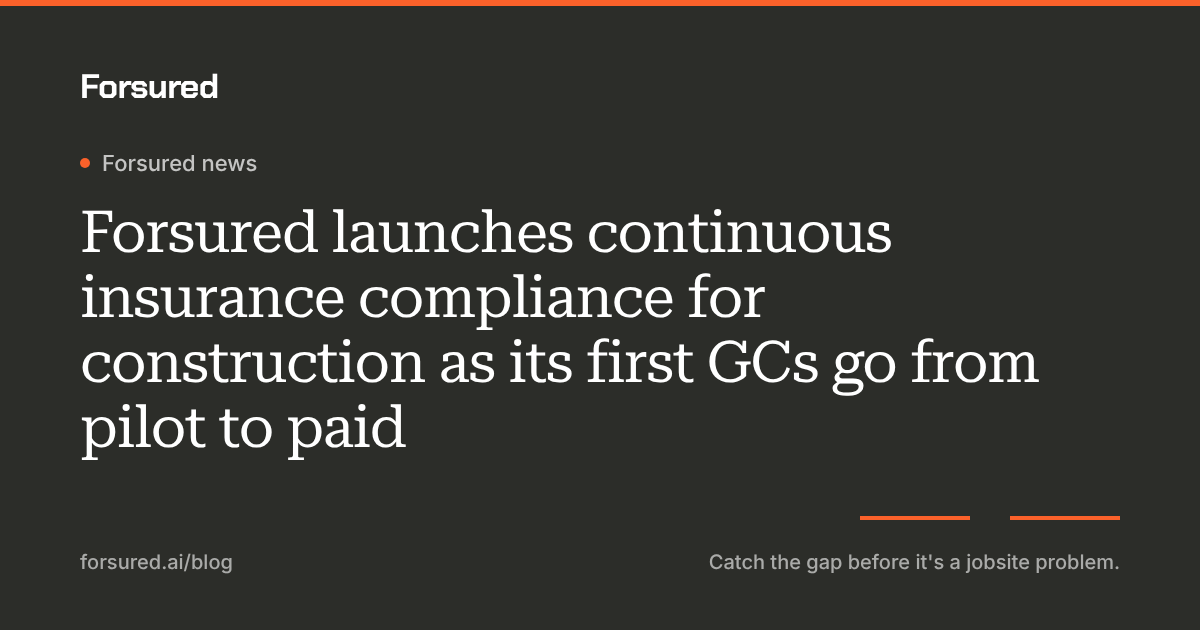 Forsured
Forsured news
Forsured launches continuous
insurance compliance for
construction as its first GCs go from
pilot to paid
forsured.ai/blog
Catch the gap before it's a jobsite problem.